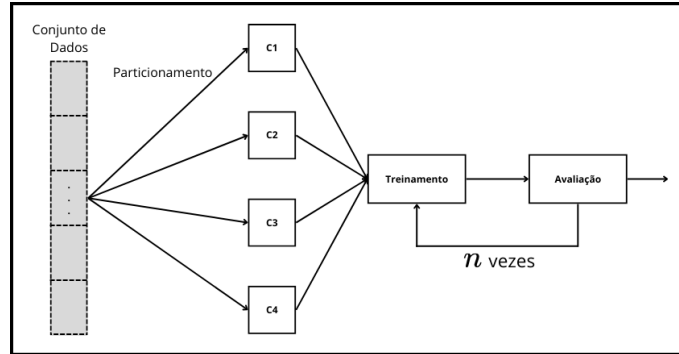 Conjunto de
Dados
Particionamento
C1
C2
C3
C4
.
.
.
Treinamento
Avaliação
n vezes